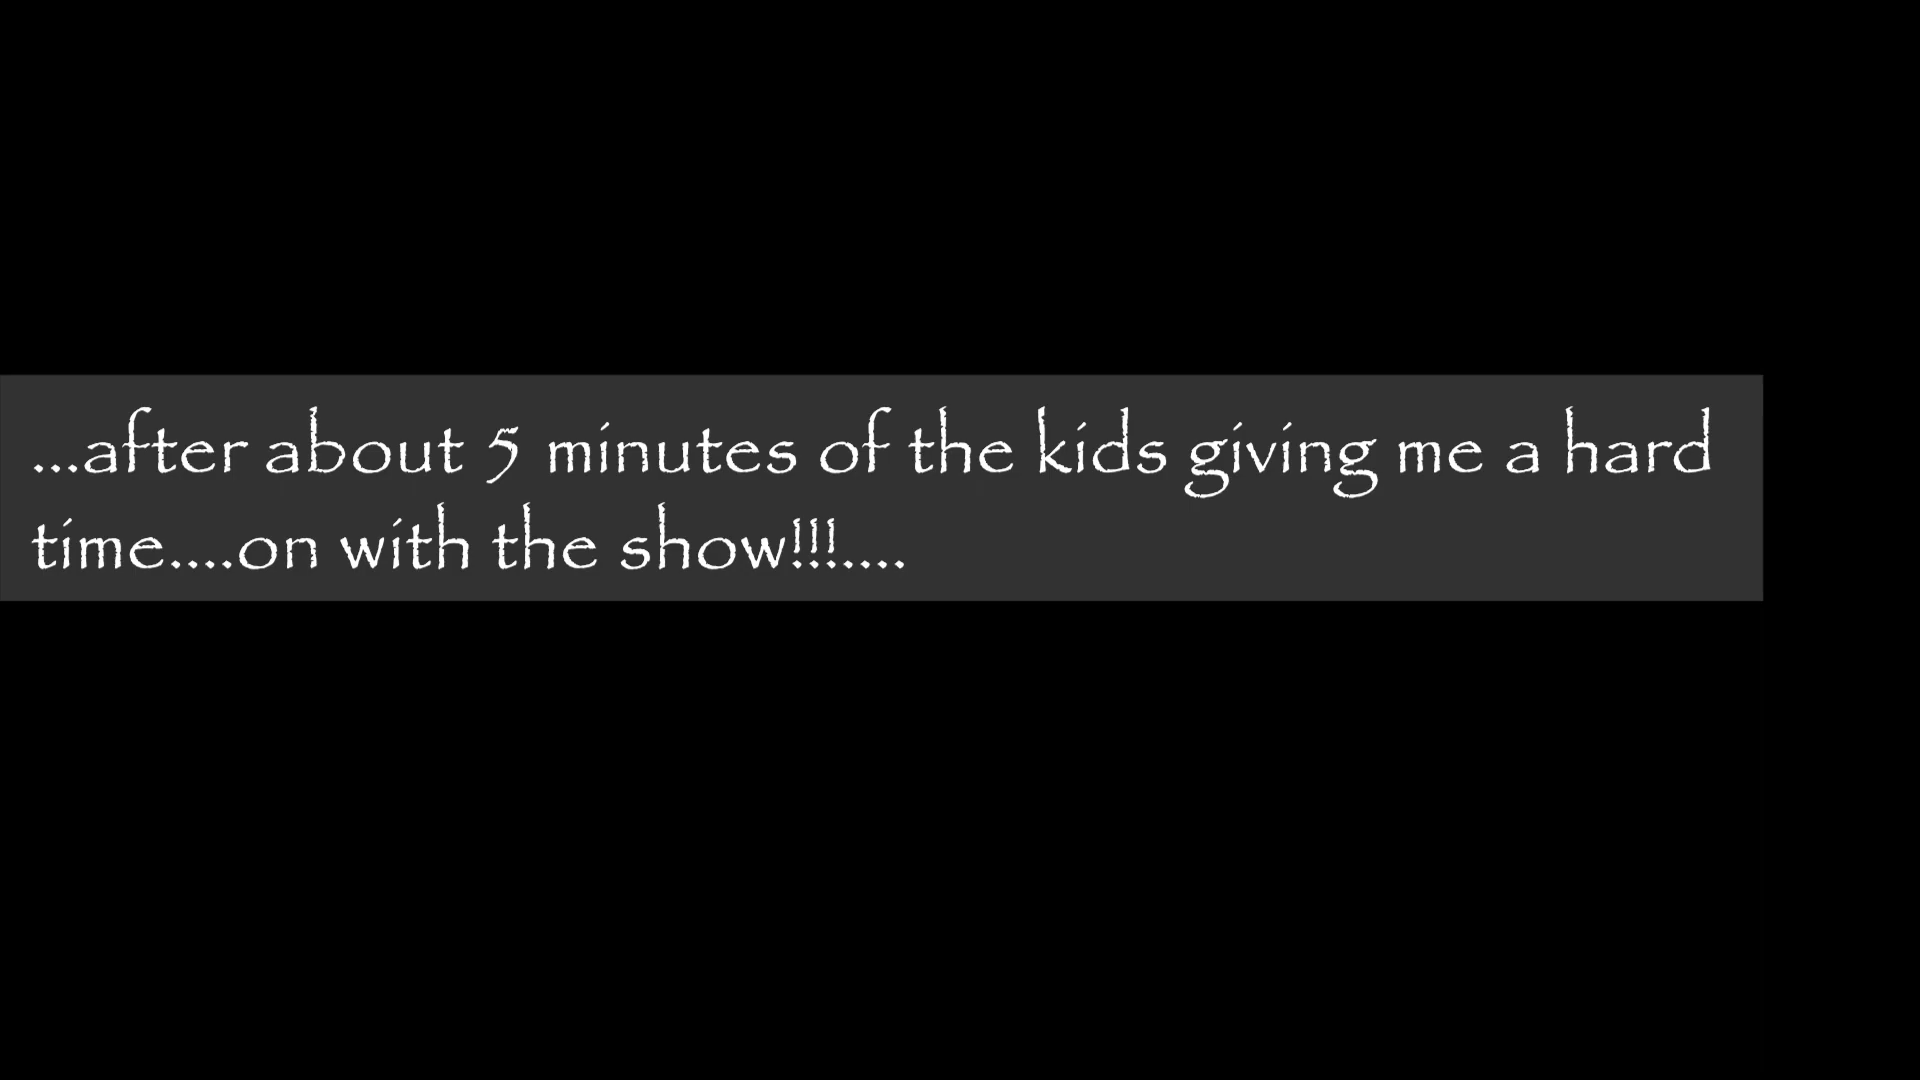 ...after about 5 minutes of the kids giving me a hard
time....on with the show!!!....